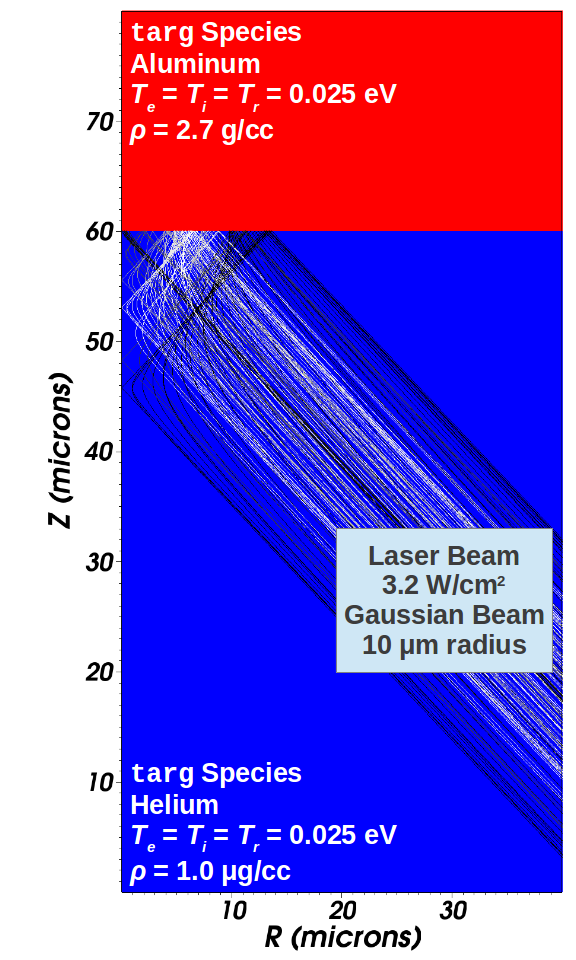 targ Species
Aluminum
Te = Ti = Tr = 0.025 eV
ρ = 2.7 g/cc
70
60
50
40
30
20
10
Z (microns)
Laser Beam
3.2 W/cm²
Gaussian Beam
10 µm radius
targ Species
Helium
Te = Ti = Tr = 0.025 eV
ρ = 1.0 µg/cc
10 20 30
R (microns)